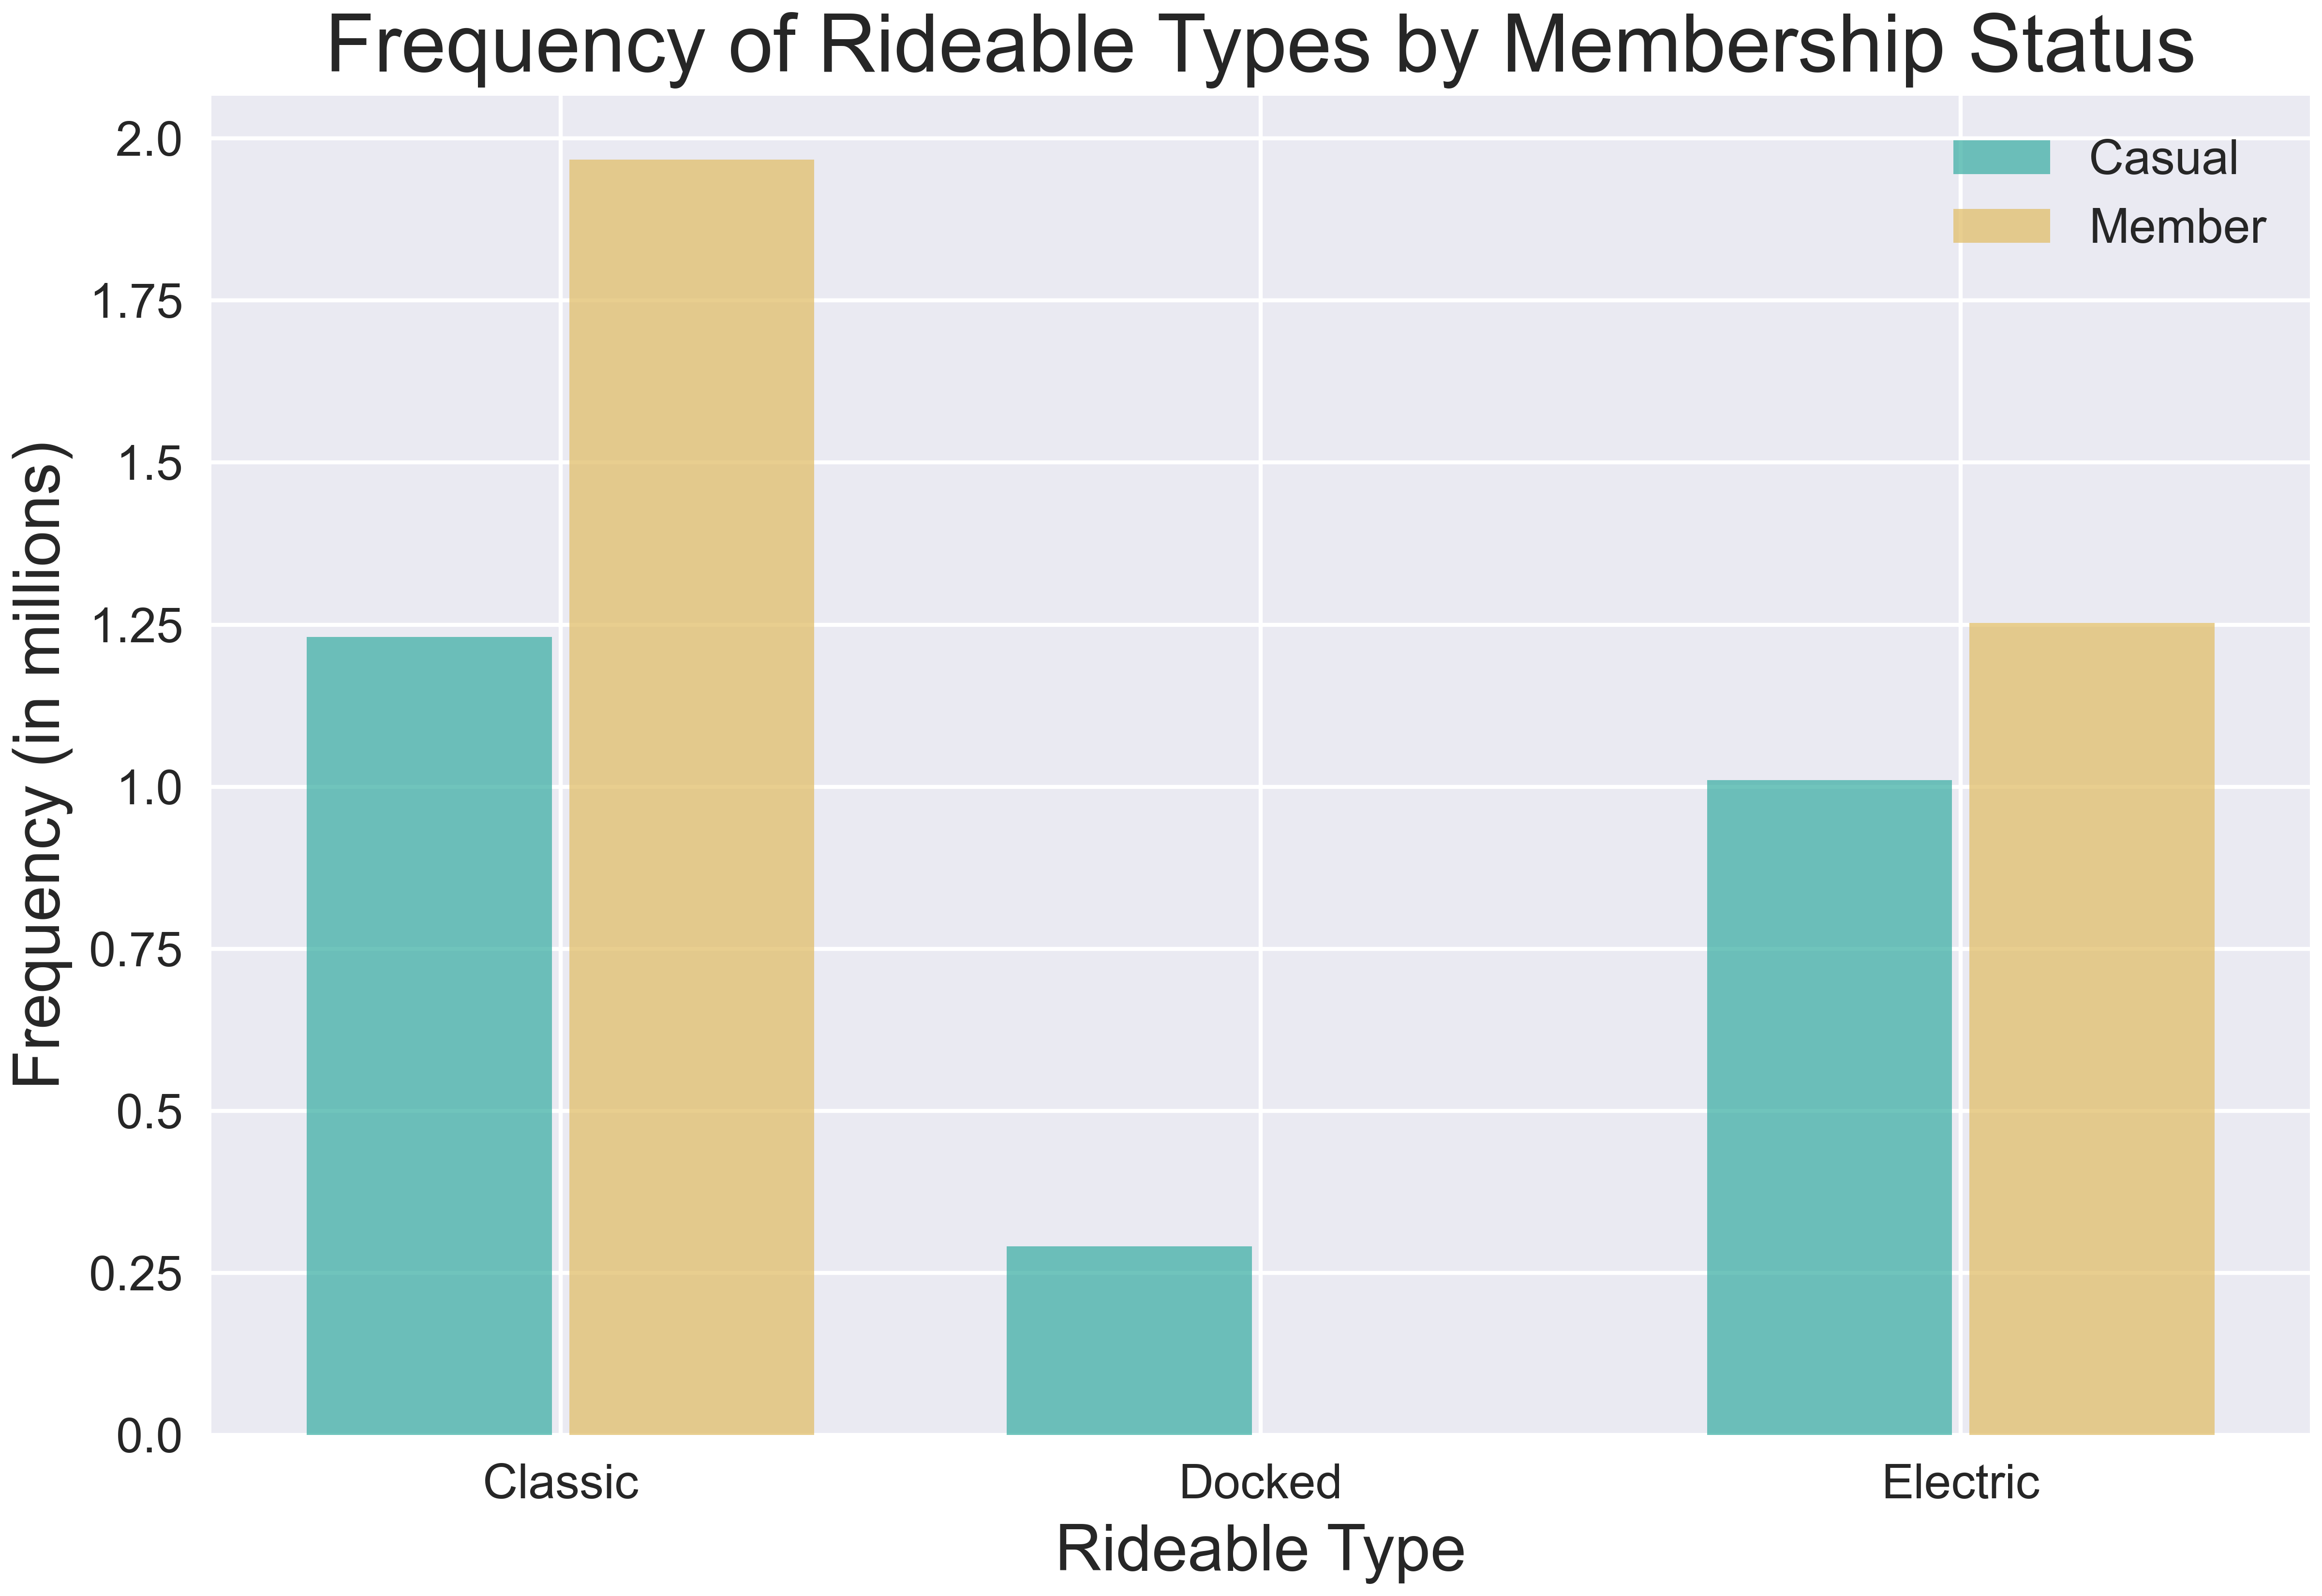 Frequency of Rideable Types by Membership Status
Casual
Member
Frequency (in millions)
2.0
1.75
1.5
1.25
1.0
0.75
0.5
0.25
0.0
Classic
Docked
Electric
Rideable Type